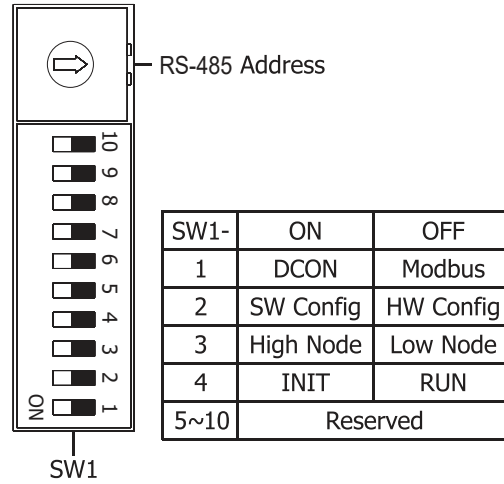 RS-485 Address
10
9
8
7
6
5
4
3
2
1
ON
SW1
SW1- ON OFF
1 DCON Modbus
2 SW Config HW Config
3 High Node Low Node
4 INIT RUN
5~10 Reserved